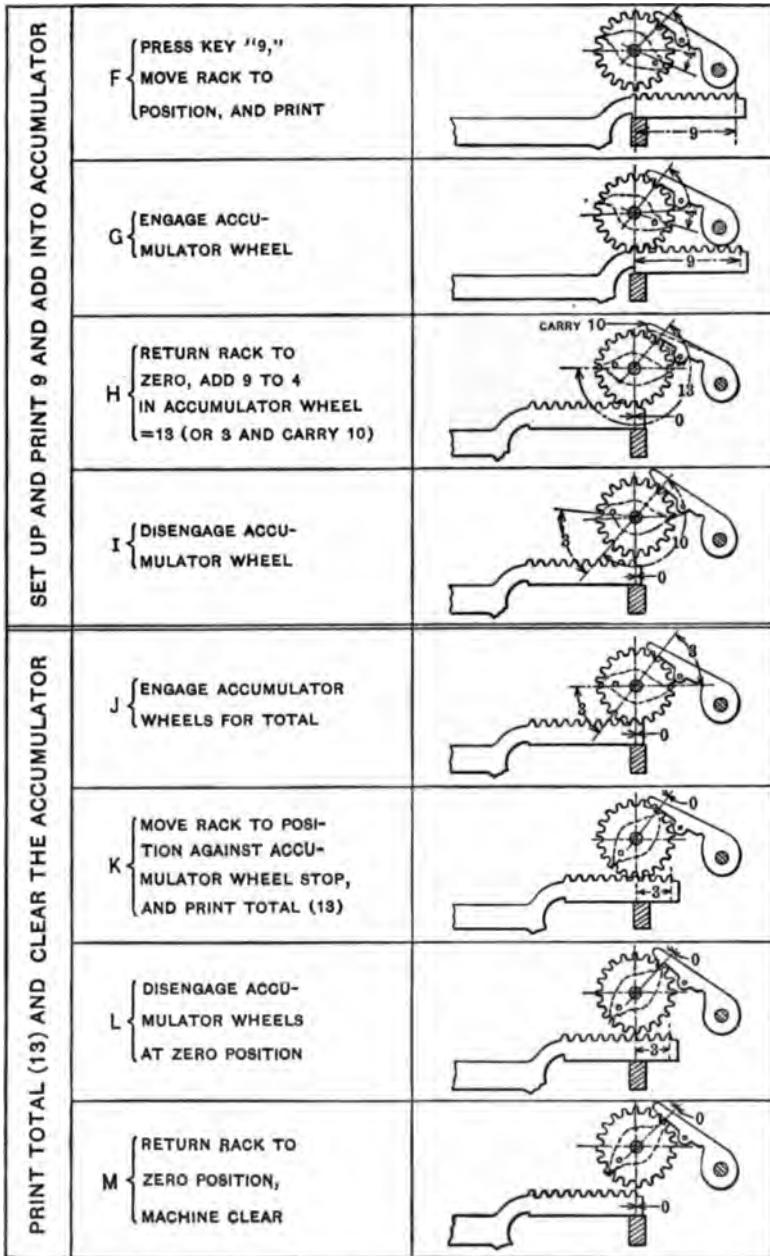 SET UP AND PRINT 9 AND ADD INTO ACCUMULATOR
F
PRESS KEY "9,"
MOVE RACK TO
POSITION, AND PRINT
4
9
G
ENGAGE ACCU-
MULATOR WHEEL
4
9
H
RETURN RACK TO
ZERO, ADD 9 TO 4
IN ACCUMULATOR WHEEL
=13 (OR 3 AND CARRY 10)
CARRY 10
13
0
I
DISENGAGE ACCU-
MULATOR WHEEL
3
10
0
PRINT TOTAL (13) AND CLEAR THE ACCUMULATOR
J
ENGAGE ACCUMULATOR
WHEELS FOR TOTAL
3
3
0
K
MOVE RACK TO POSI-
TION AGAINST ACCU-
MULATOR WHEEL STOP,
AND PRINT TOTAL (13)
0
3
L
DISENGAGE ACCU-
MULATOR WHEELS
AT ZERO POSITION
0
3
M
RETURN RACK TO
ZERO POSITION,
MACHINE CLEAR
0
0